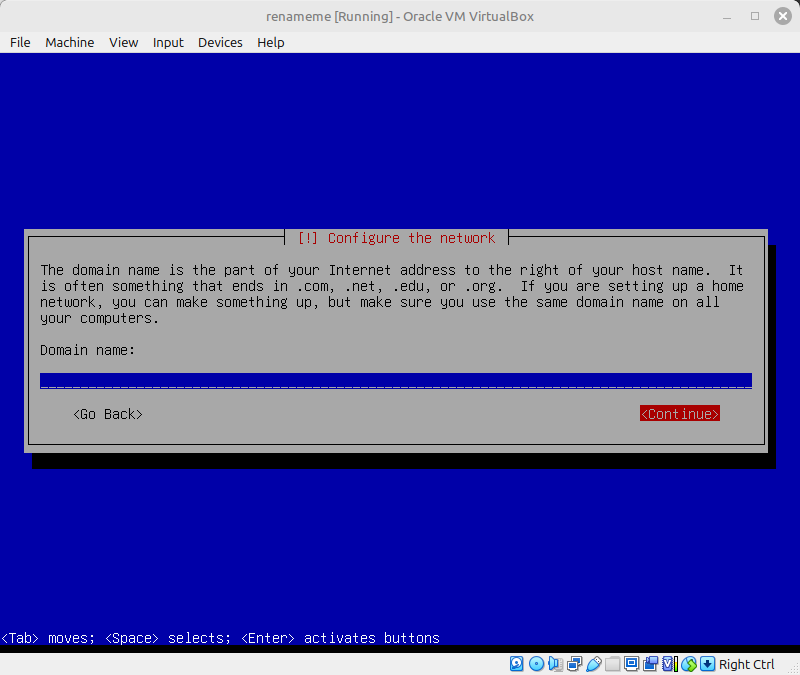 renameme [Running] - Oracle VM VirtualBox
File Machine View Input Devices Help
[!] Configure the network
The domain name is the part of your Internet address to the right of your host name.  It
is often something that ends in .com, .net, .edu, or .org.  If you are setting up a home
network, you can make something up, but make sure you use the same domain name on all
your computers.
Domain name:
<Go Back> <Continue>
<Tab> moves; <Space> selects; <Enter> activates buttons
Right Ctrl